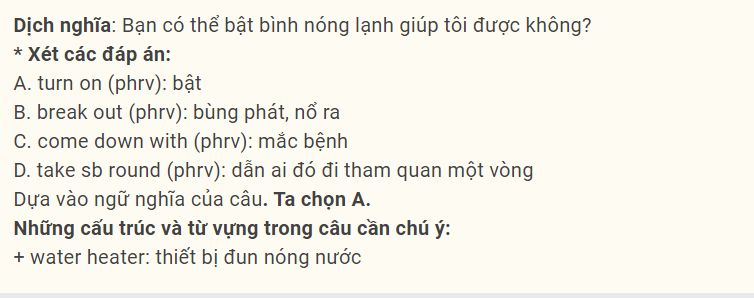 Dịch nghĩa: Bạn có thể bật bình nóng lạnh giúp tôi được không?
* Xét các đáp án:
A. turn on (phrv): bật
B. break out (phrv): bùng phát, nổ ra
C. come down with (phrv): mắc bệnh
D. take sb round (phrv): dẫn ai đó đi tham quan một vòng
Dựa vào ngữ nghĩa của câu. Ta chọn A.
Những cấu trúc và từ vựng trong câu cần chú ý:
+ water heater: thiết bị đun nóng nước